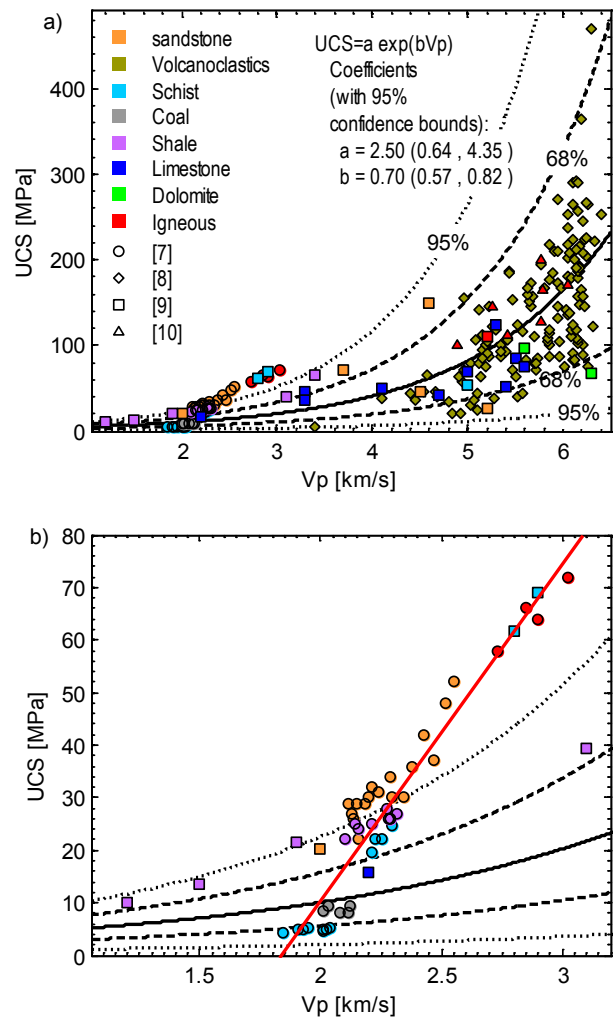 a)
sandstone
Volcanoclastics
Schist
Coal
Shale
Limestone
Dolomite
Igneous
[7]
[8]
[9]
[10]
UCS=a exp(bVp)
Coefficients
(with 95%
confidence bounds):
a = 2.50 (0.64 , 4.35 )
b = 0.70 (0.57 , 0.82 )
68%
95%
68%
95%
UCS [MPa]
400
300
200
100
0
2 3 4 5 6
Vp [km/s]
b)
UCS [MPa]
80
70
60
50
40
30
20
10
0
1.5 2 2.5 3
Vp [km/s]